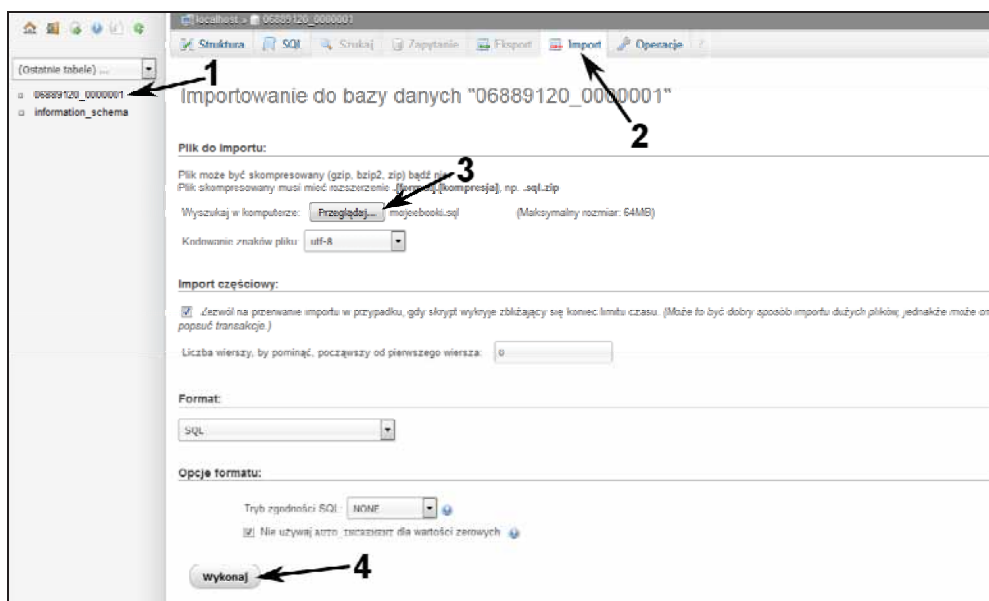 localhost » 06889120_0000001
Struktura SQL Szukaj Zapytanie Eksport Import Operacje
(Ostatnie tabele) ...
1
06889120_0000001
information_schema
Importowanie do bazy danych "06889120_0000001"
2
Plik do importu:
Plik może być skompresowany (gzip, bzip2, zip) bądź nie.
3
Plik skompresowany musi mieć rozszerzenie .[format].[kompresja], np. .sql.zip
Wyszukaj w komputerze: Przeglądaj... mojeebooki.sql (Maksymalny rozmiar: 64MB)
Kodowanie znaków pliku: utf-8
Import częściowy:
Zezwól na przerwanie importu w przypadku, gdy skrypt wykryje zbliżający się koniec limitu czasu. (Może to być dobry sposób importu dużych plików, jednakże może
popsuć transakcje.)
Liczba wierszy, by pominąć, począwszy od pierwszego wiersza: 0
Format:
SQL
Opcje formatu:
Tryb zgodności SQL: NONE
Nie używaj AUTO_INCREMENT dla wartości zerowych
Wykonaj
4